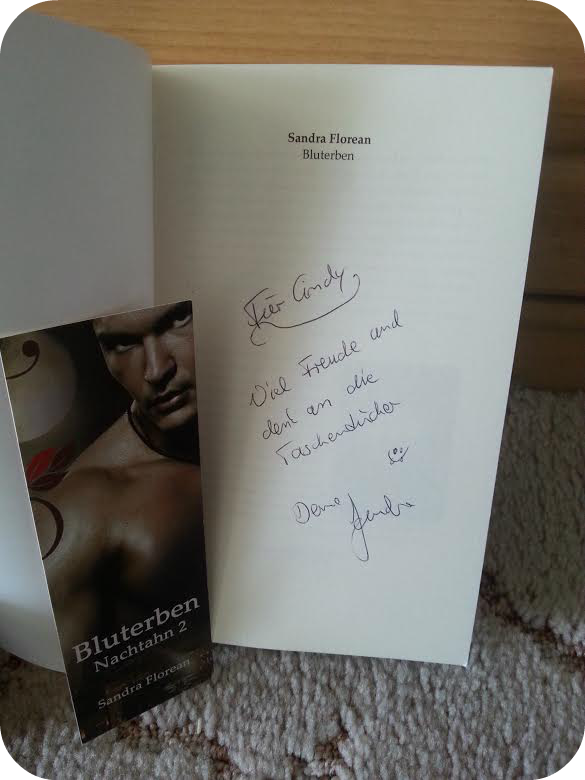 Sandra Florean
Bluterben
Für Cindy,
Viel Freude und
denk an die
Taschentücher
Deine Sandra
Bluterben
Nachtahn 2
Sandra Florean